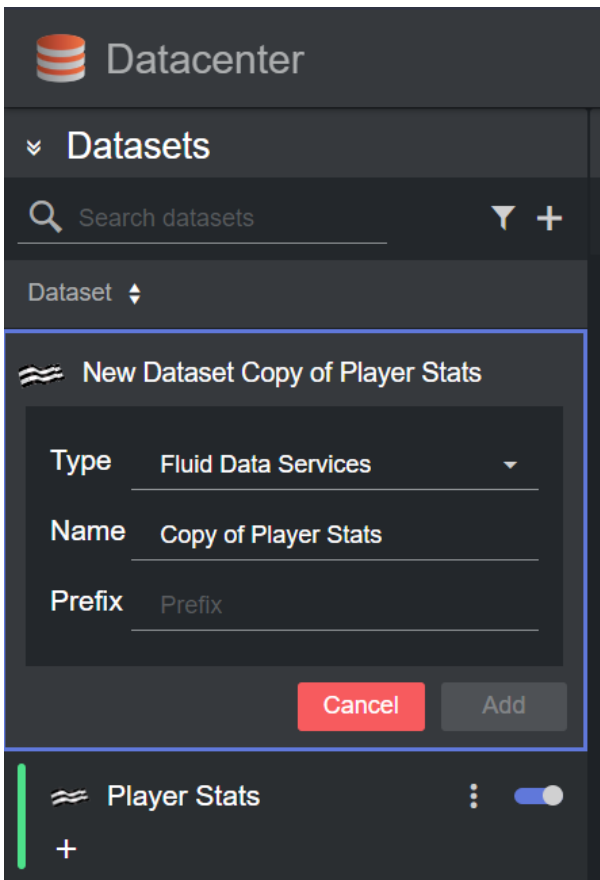 Datacenter
Datasets
Search datasets
Dataset
New Dataset Copy of Player Stats
Type Fluid Data Services
Name Copy of Player Stats
Prefix Prefix
Cancel Add
Player Stats